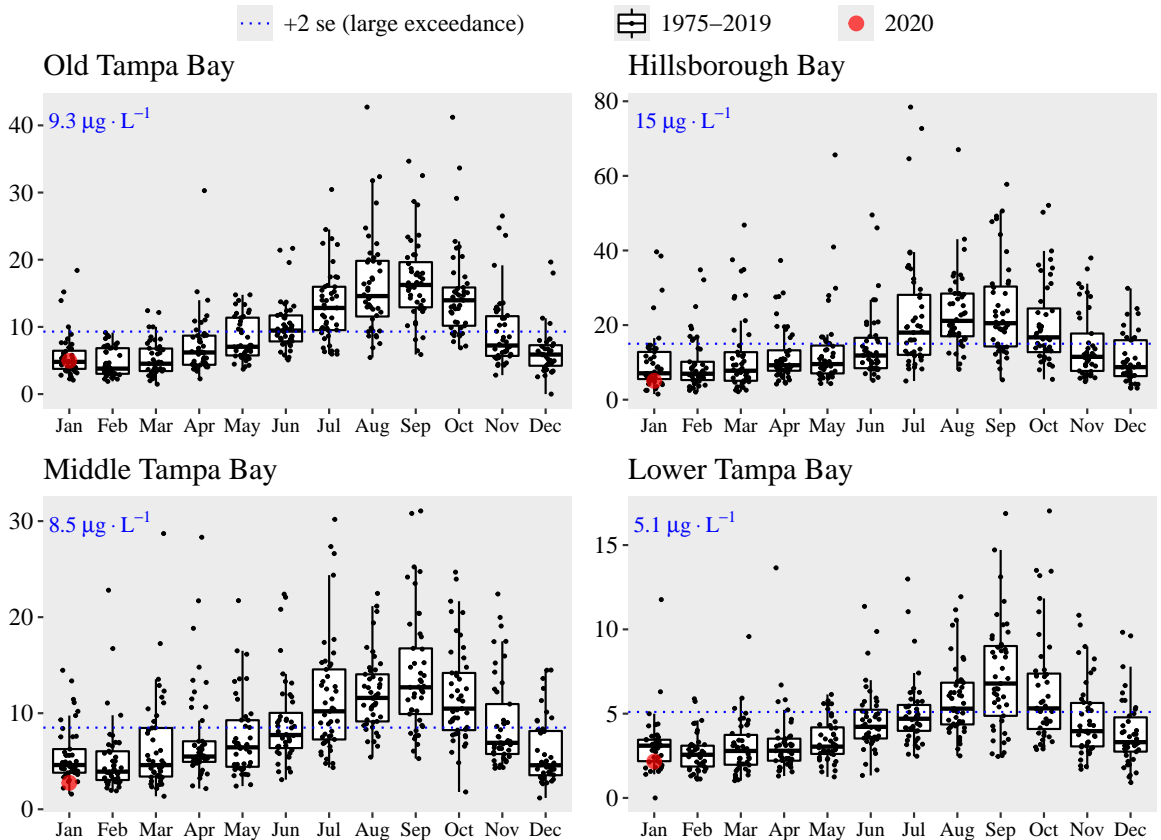 +2 se (large exceedance) 1975–2019 2020
Old Tampa Bay
9.3 μg · L⁻¹
40
30
20
10
0
Jan Feb Mar Apr May Jun Jul Aug Sep Oct Nov Dec
Hillsborough Bay
15 μg · L⁻¹
80
60
40
20
0
Jan Feb Mar Apr May Jun Jul Aug Sep Oct Nov Dec
Middle Tampa Bay
8.5 μg · L⁻¹
30
20
10
0
Jan Feb Mar Apr May Jun Jul Aug Sep Oct Nov Dec
Lower Tampa Bay
5.1 μg · L⁻¹
15
10
5
0
Jan Feb Mar Apr May Jun Jul Aug Sep Oct Nov Dec